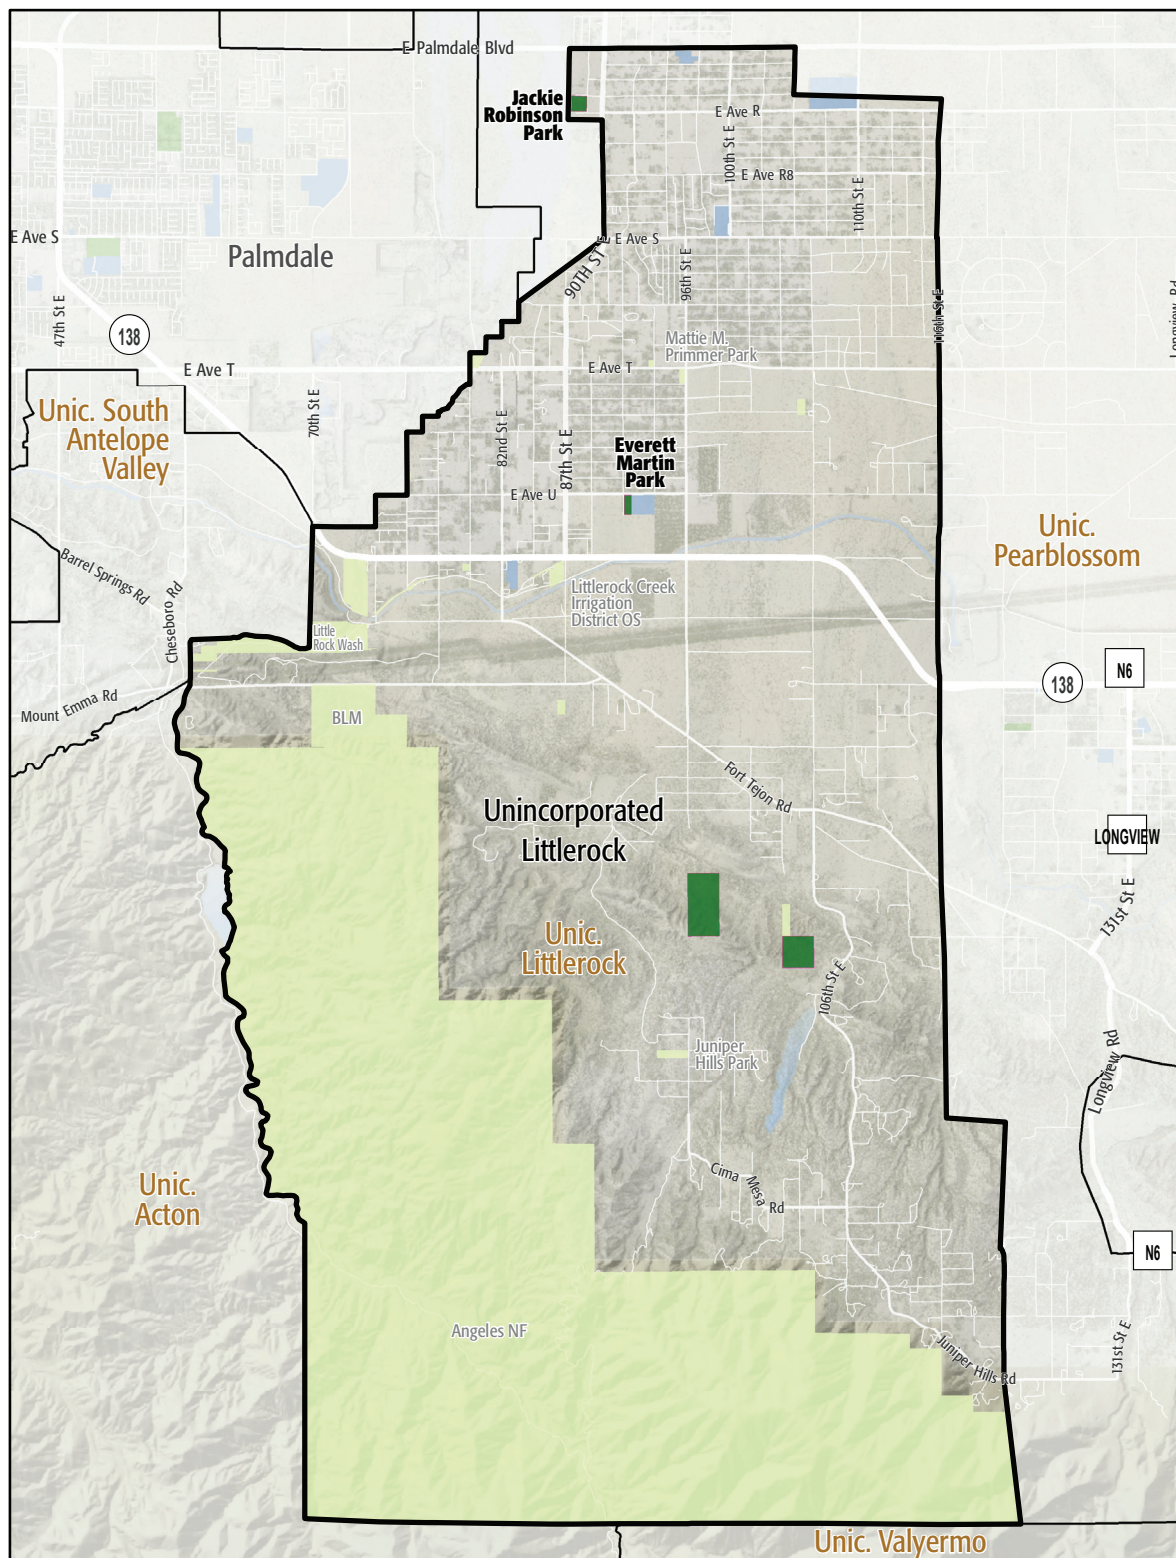 E Palmdale Blvd
Jackie
Robinson
Park
E Ave R
100th St E
E Ave R8
110th St E
E Ave S
E Ave S
Palmdale
90TH ST E
96th St E
47th St E
138
116th St E
Longview Rd
Mattie M.
Primmer Park
E Ave T
E Ave T
70th St E
Unic. South
Antelope
Valley
82nd St E
87th St E
Everett
Martin
Park
E Ave U
Unic.
Pearblossom
Barrel Springs Rd
Cheseboro Rd
Littlerock Creek
Irrigation
District OS
Little
Rock Wash
N6
138
Mount Emma Rd
BLM
Fort Tejon Rd
Unincorporated
Littlerock
LONGVIEW
131st St E
Unic.
Littlerock
106th St E
Juniper
Hills Park
Longview Rd
Cima Mesa Rd
Unic.
Acton
N6
Angeles NF
Juniper Hills Rd
131st St E
Unic. Valyermo